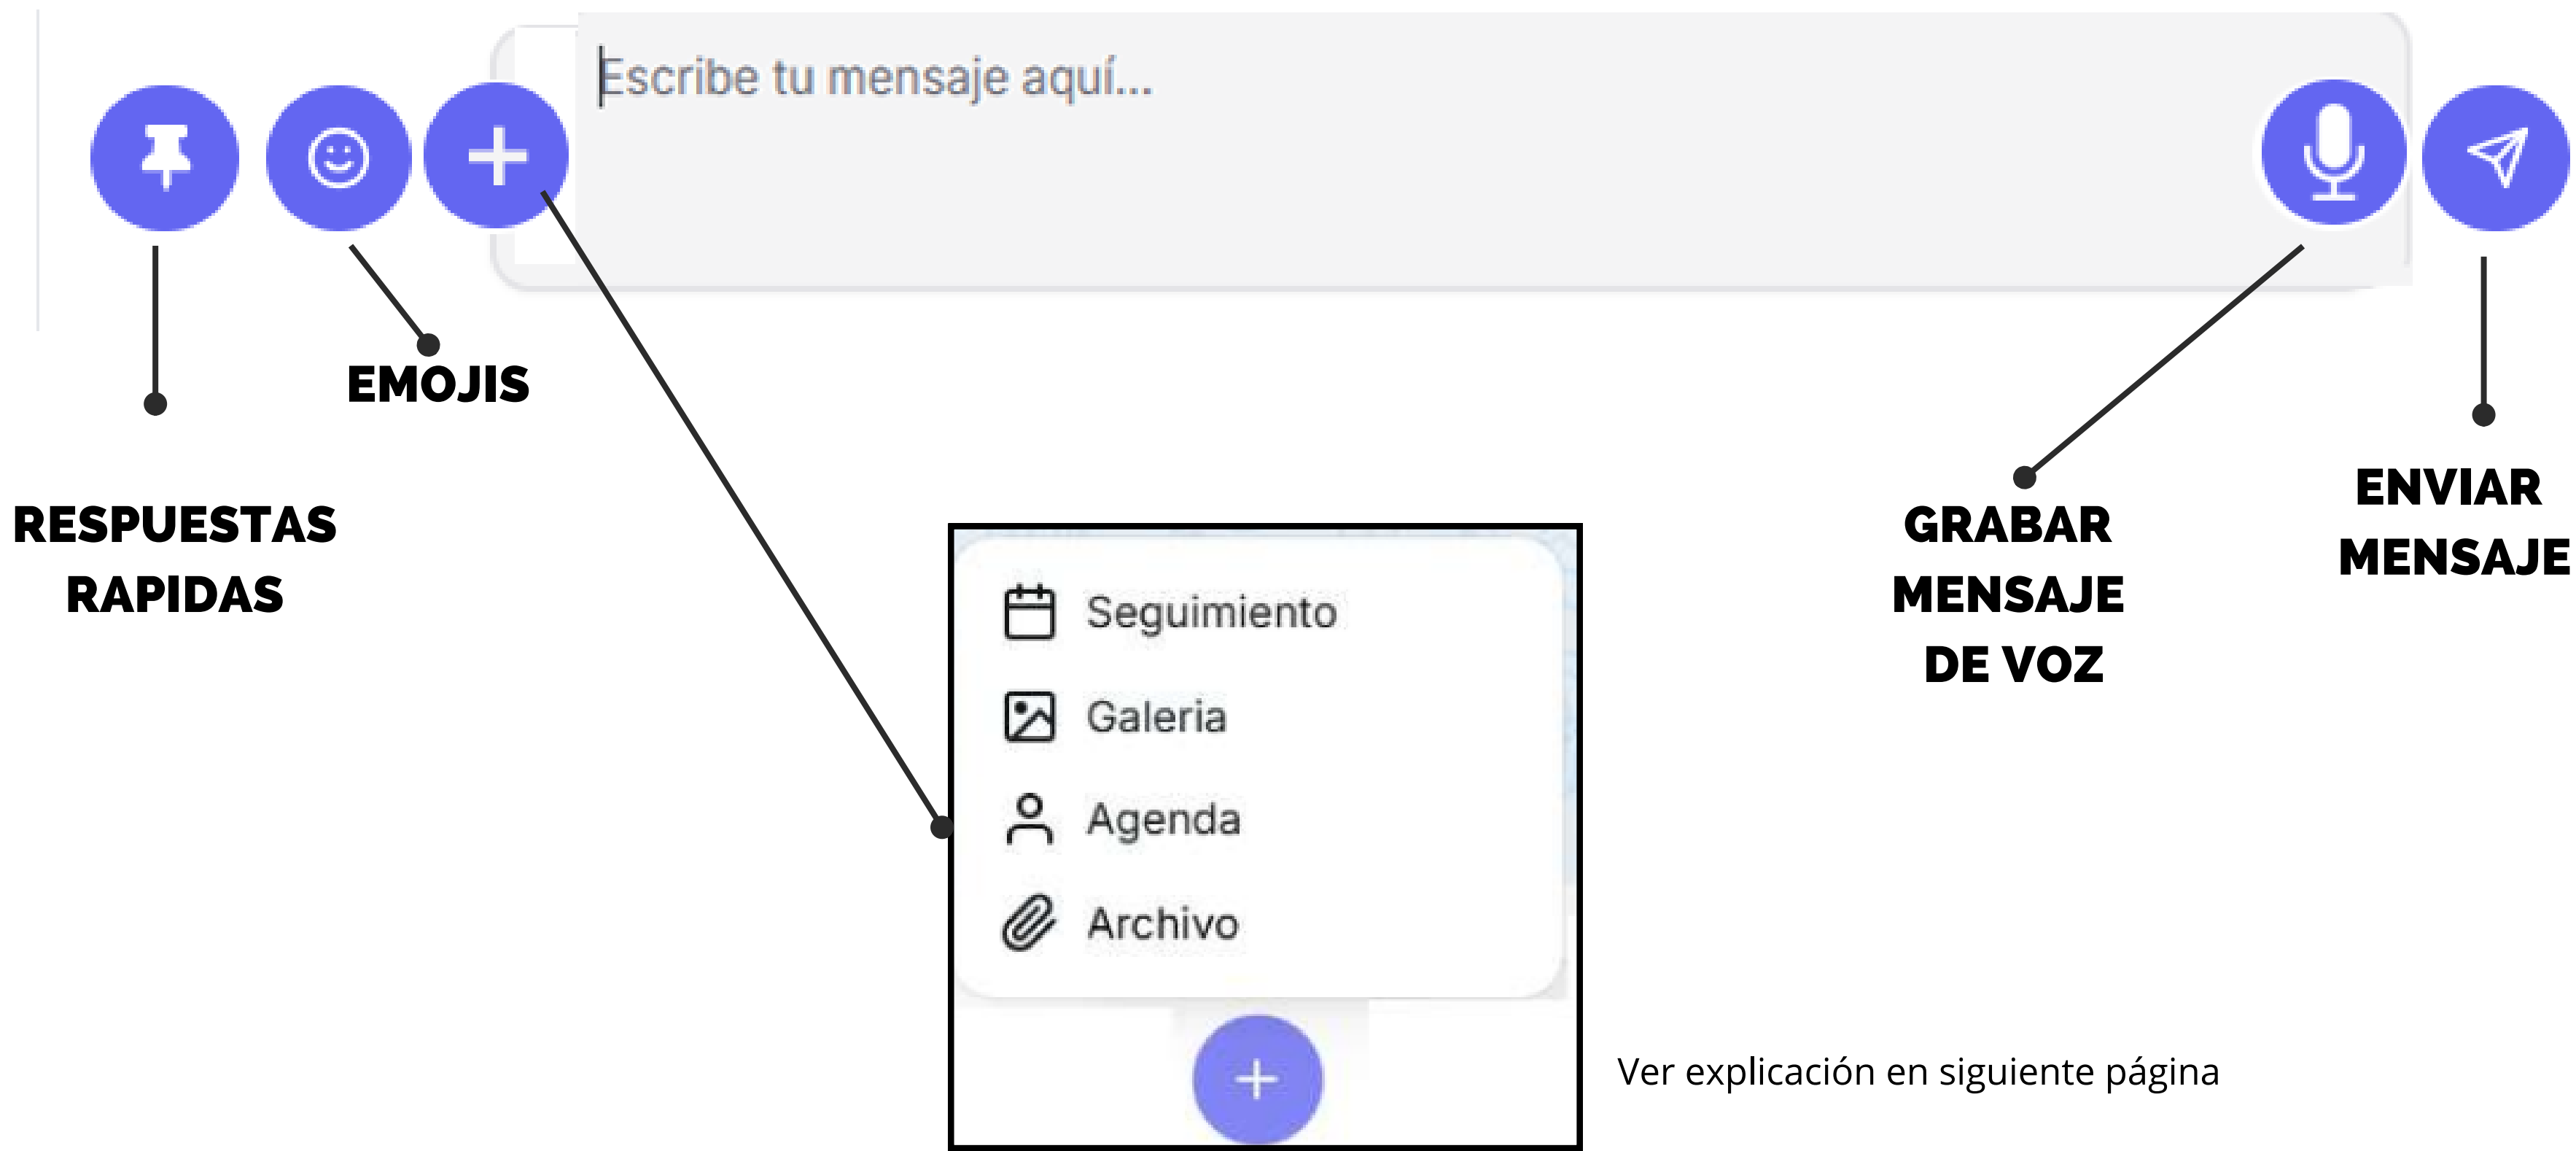 Escribe tu mensaje aquí...
EMOJIS
RESPUESTAS
RAPIDAS
Seguimiento
Galeria
Agenda
Archivo
GRABAR
MENSAJE
DE VOZ
ENVIAR
MENSAJE
Ver explicación en siguiente página